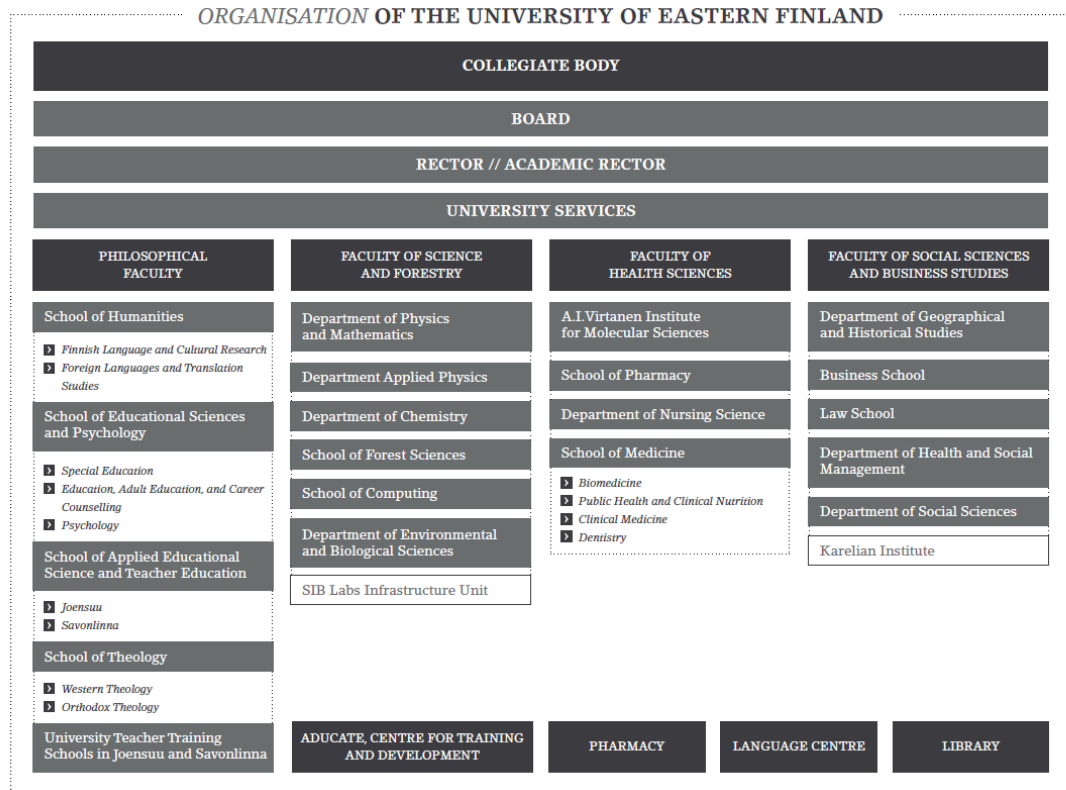 ORGANISATION OF THE UNIVERSITY OF EASTERN FINLAND
COLLEGIATE BODY
BOARD
RECTOR // ACADEMIC RECTOR
UNIVERSITY SERVICES
PHILOSOPHICAL
FACULTY
School of Humanities
Finnish Language and Cultural Research
Foreign Languages and Translation
Studies
School of Educational Sciences
and Psychology
Special Education
Education, Adult Education, and Career
Counselling
Psychology
School of Applied Educational
Science and Teacher Education
Joensuu
Savonlinna
School of Theology
Western Theology
Orthodox Theology
University Teacher Training
Schools in Joensuu and Savonlinna
FACULTY OF SCIENCE
AND FORESTRY
Department of Physics
and Mathematics
Department Applied Physics
Department of Chemistry
School of Forest Sciences
School of Computing
Department of Environmental
and Biological Sciences
SIB Labs Infrastructure Unit
FACULTY OF
HEALTH SCIENCES
A.I.Virtanen Institute
for Molecular Sciences
School of Pharmacy
Department of Nursing Science
School of Medicine
Biomedicine
Public Health and Clinical Nutrition
Clinical Medicine
Dentistry
FACULTY OF SOCIAL SCIENCES
AND BUSINESS STUDIES
Department of Geographical
and Historical Studies
Business School
Law School
Department of Health and Social
Management
Department of Social Sciences
Karelian Institute
ADUCATE, CENTRE FOR TRAINING
AND DEVELOPMENT
PHARMACY
LANGUAGE CENTRE
LIBRARY